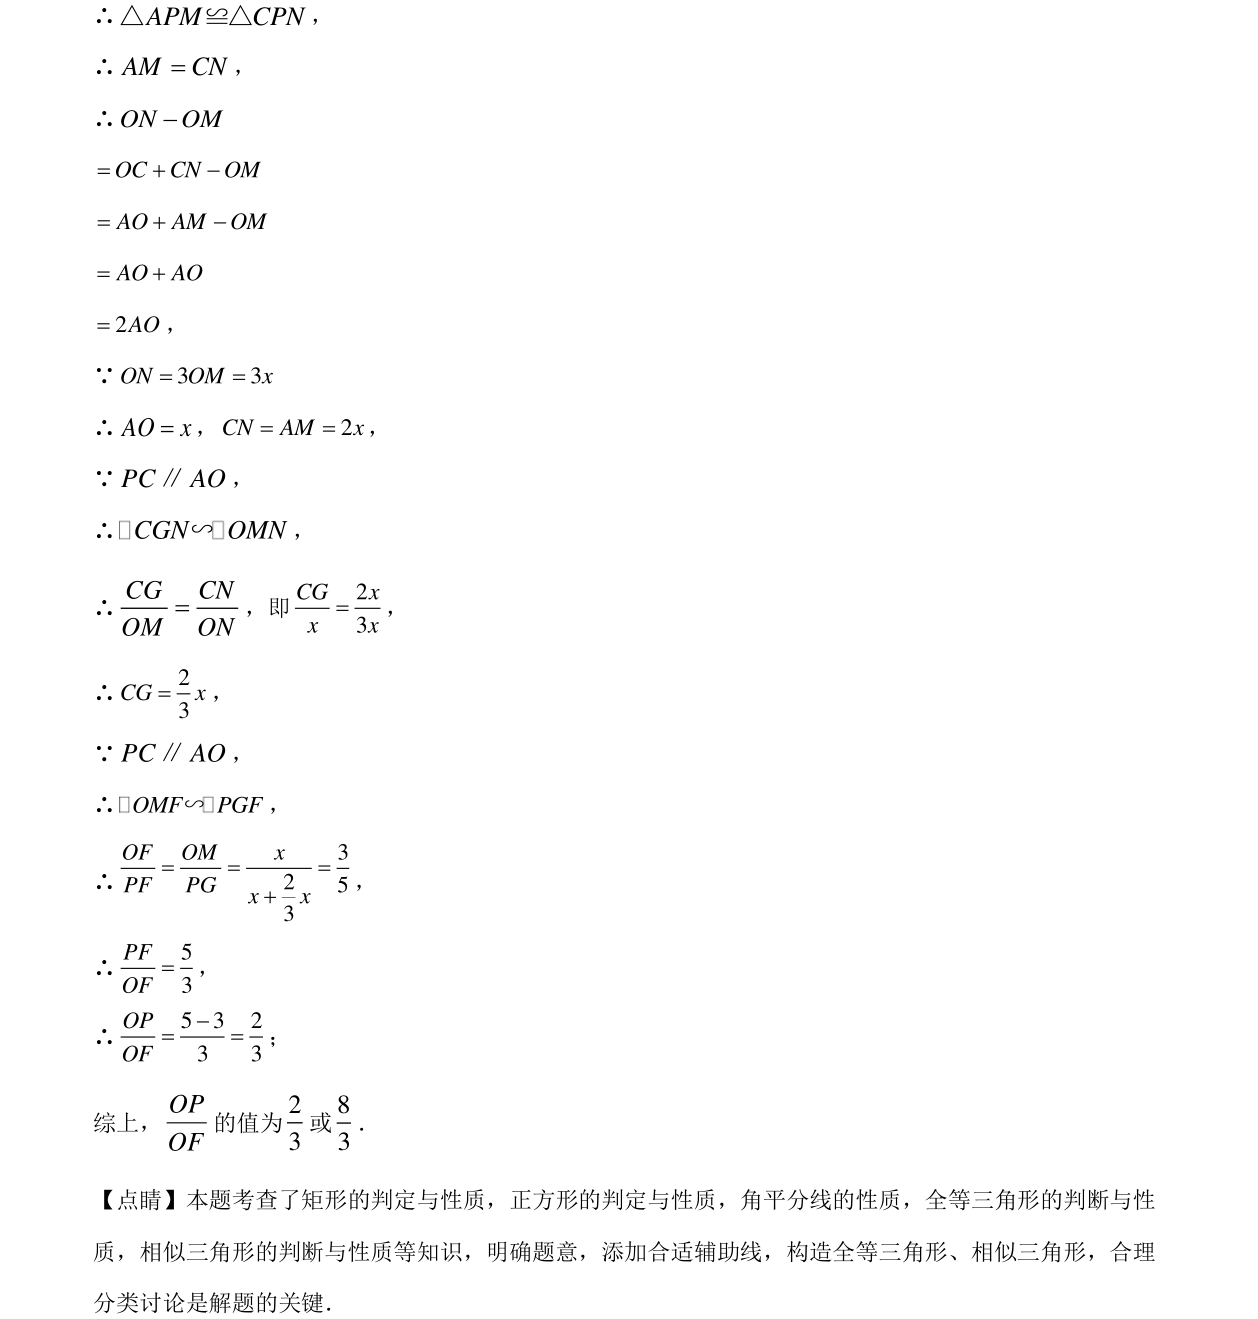 ∴△APM≌△CPN，
∴AM=CN，
∴ON−OM
=OC+CN−OM
=AO+AM−OM
=AO+AO
=2AO，
∵ON=3OM=3x
∴AO=x，CN=AM=2x，
∵PC∥AO，
∴□CGN∽□OMN，
∴CG/OM=CN/ON，即CG/x=2x/3x，
∴CG=2/3x，
∵PC∥AO，
∴□OMF∽□PGF，
∴OF/PF=OM/PG=x/(x+2/3x)=3/5，
∴PF/OF=5/3，
∴OP/OF=(5−3)/3=2/3；
综上，OP/OF的值为2/3或8/3．
【点睛】本题考查了矩形的判定与性质，正方形的判定与性质，角平分线的性质，全等三角形的判断与性
质，相似三角形的判断与性质等知识，明确题意，添加合适辅助线，构造全等三角形、相似三角形，合理
分类讨论是解题的关键．